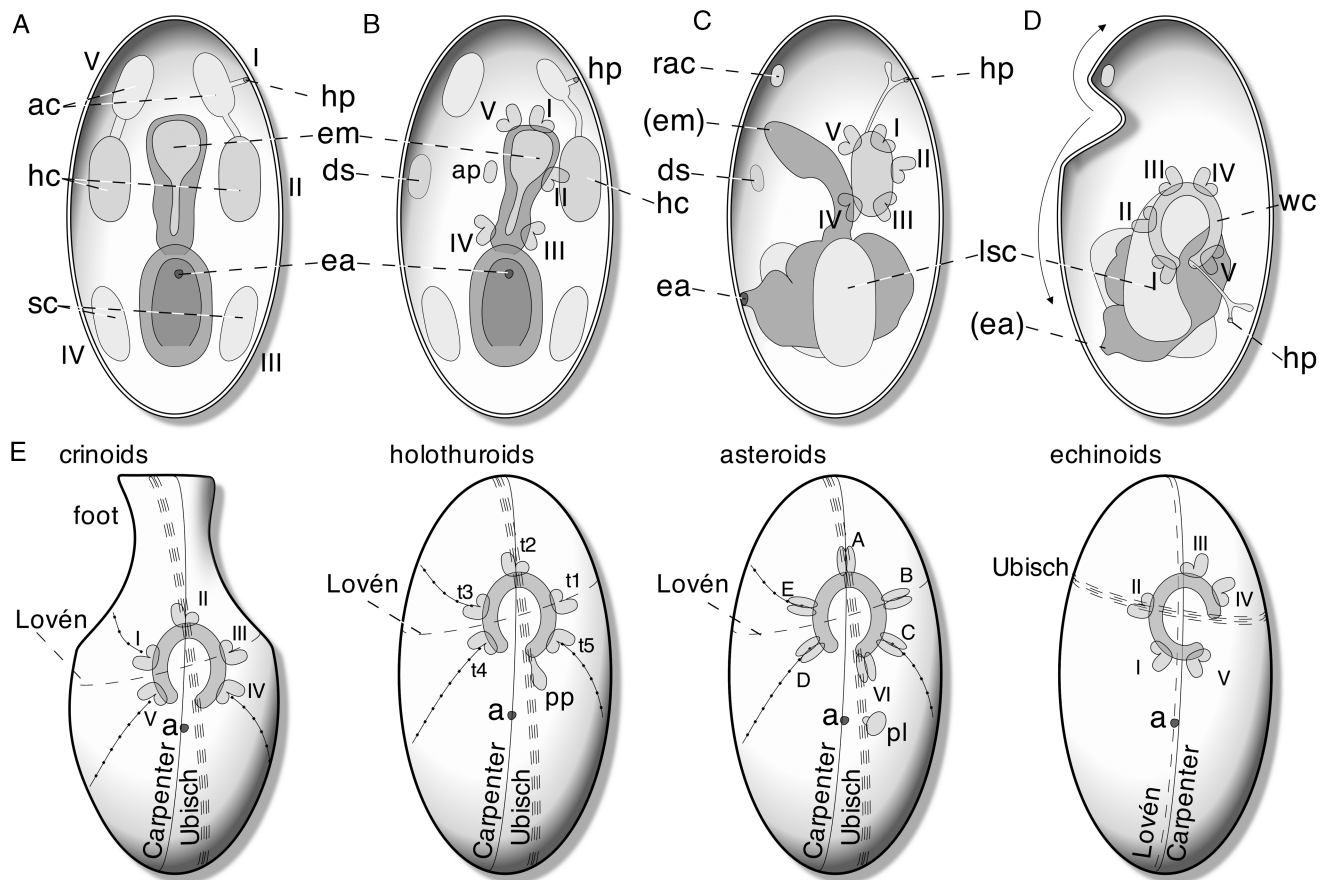 A
B
C
D
V
I
ac
hp
em
hc
II
ea
sc
IV
III
hp
V
I
ds
ap
II
hc
IV
III
rac
hp
(em)
V
I
II
ds
IV
III
lsc
ea
III
IV
II
wc
I
V
(ea)
hp
E
crinoids
holothuroids
asteroids
echinoids
foot
Lovén
II
I
III
IV
V
a
Carpenter
Ubisch
Lovén
t2
t3
t1
t4
t5
pp
a
Carpenter
Ubisch
Lovén
A
E
B
C
D
VI
a
pl
Carpenter
Ubisch
Ubisch
III
II
IV
I
V
a
Lovén
Carpenter